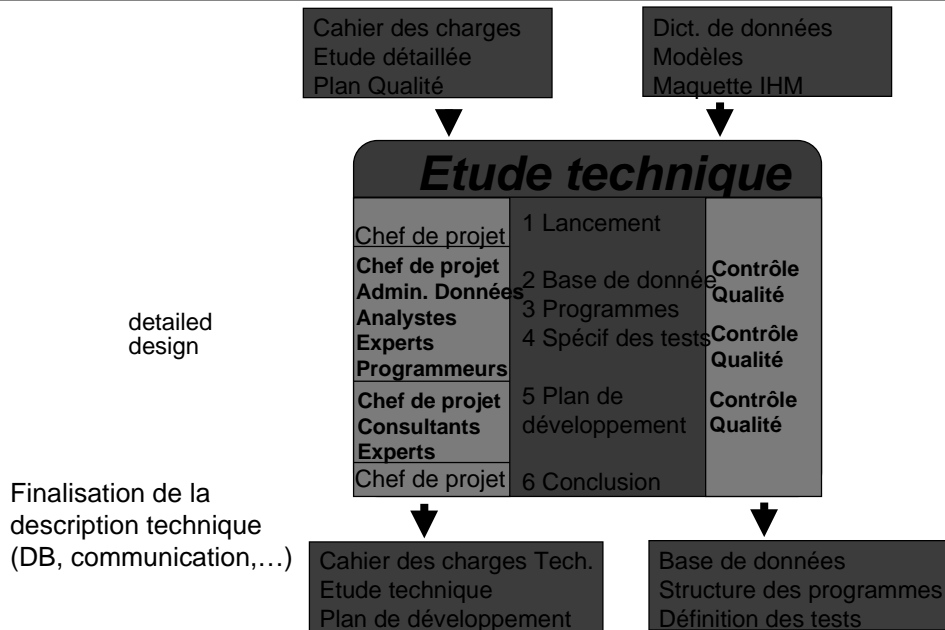 Cahier des charges
Etude détaillée
Plan Qualité
Dict. de données
Modèles
Maquette IHM
Etude technique
Chef de projet
Chef de projet
Admin. Données
Analystes
Experts
Programmeurs
Chef de projet
Consultants
Experts
Chef de projet
1 Lancement
2 Base de donnée
3 Programmes
4 Spécif des tests
5 Plan de
développement
6 Conclusion
Contrôle
Qualité
Contrôle
Qualité
Contrôle
Qualité
detailed
design
Finalisation de la
description technique
(DB, communication,…)
Cahier des charges Tech.
Etude technique
Plan de développement
Base de données
Structure des programmes
Définition des tests